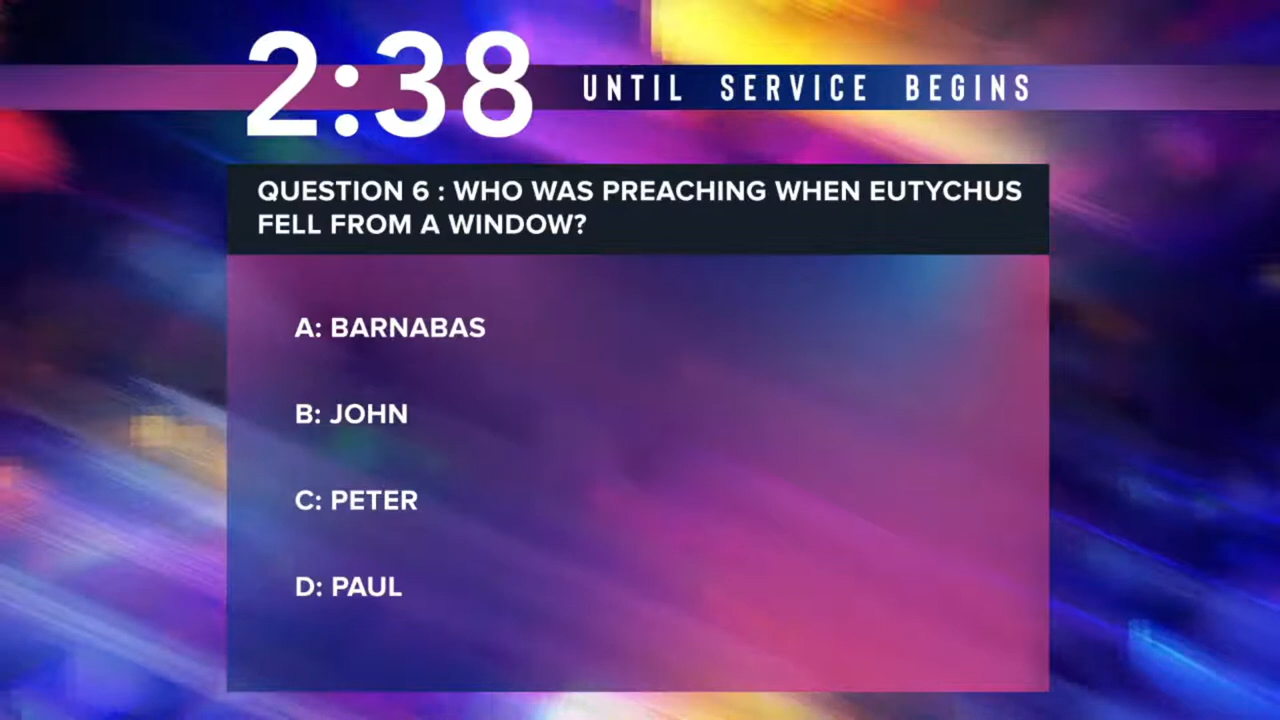 2:38 UNTIL SERVICE BEGINS
QUESTION 6 : WHO WAS PREACHING WHEN EUTYCHUS
FELL FROM A WINDOW?
A: BARNABAS
B: JOHN
C: PETER
D: PAUL